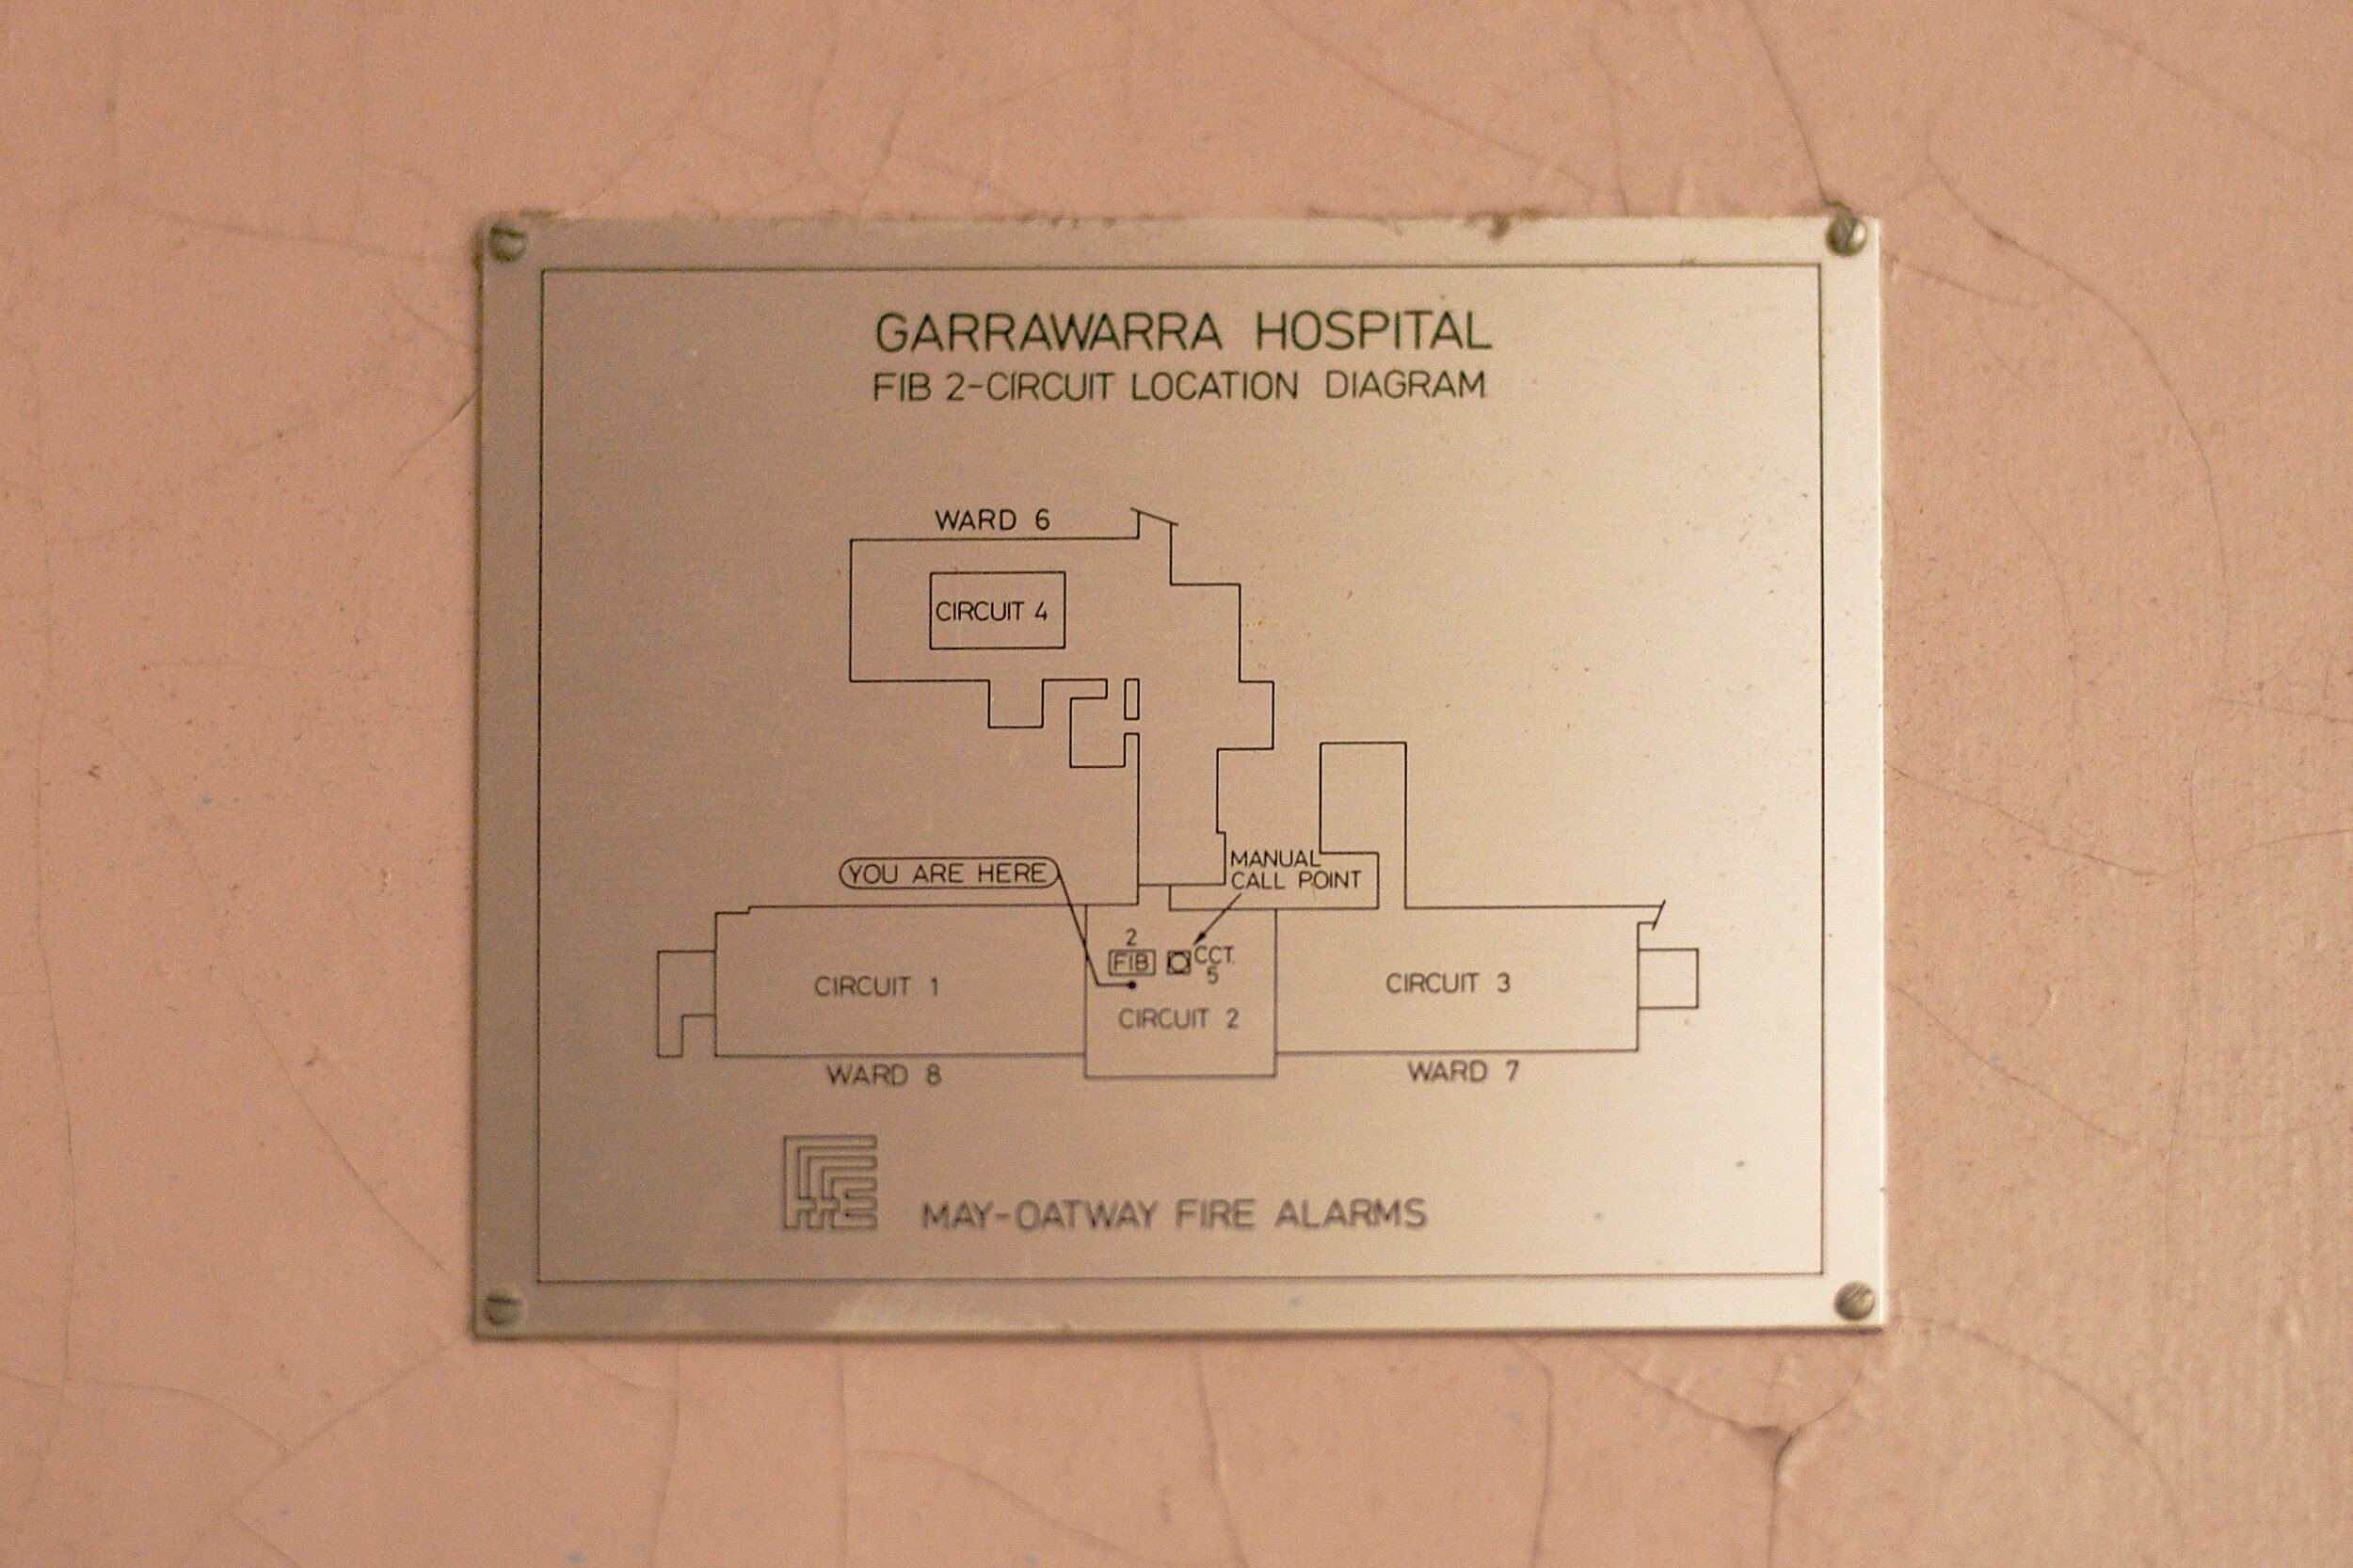 GARRAWARRA HOSPITAL
FIB 2-CIRCUIT LOCATION DIAGRAM
WARD 6
CIRCUIT 4
YOU ARE HERE
MANUAL
CALL POINT
2
FIB
CCT.
5
CIRCUIT 1
CIRCUIT 2
CIRCUIT 3
WARD 8
WARD 7
MAY-OATWAY FIRE ALARMS